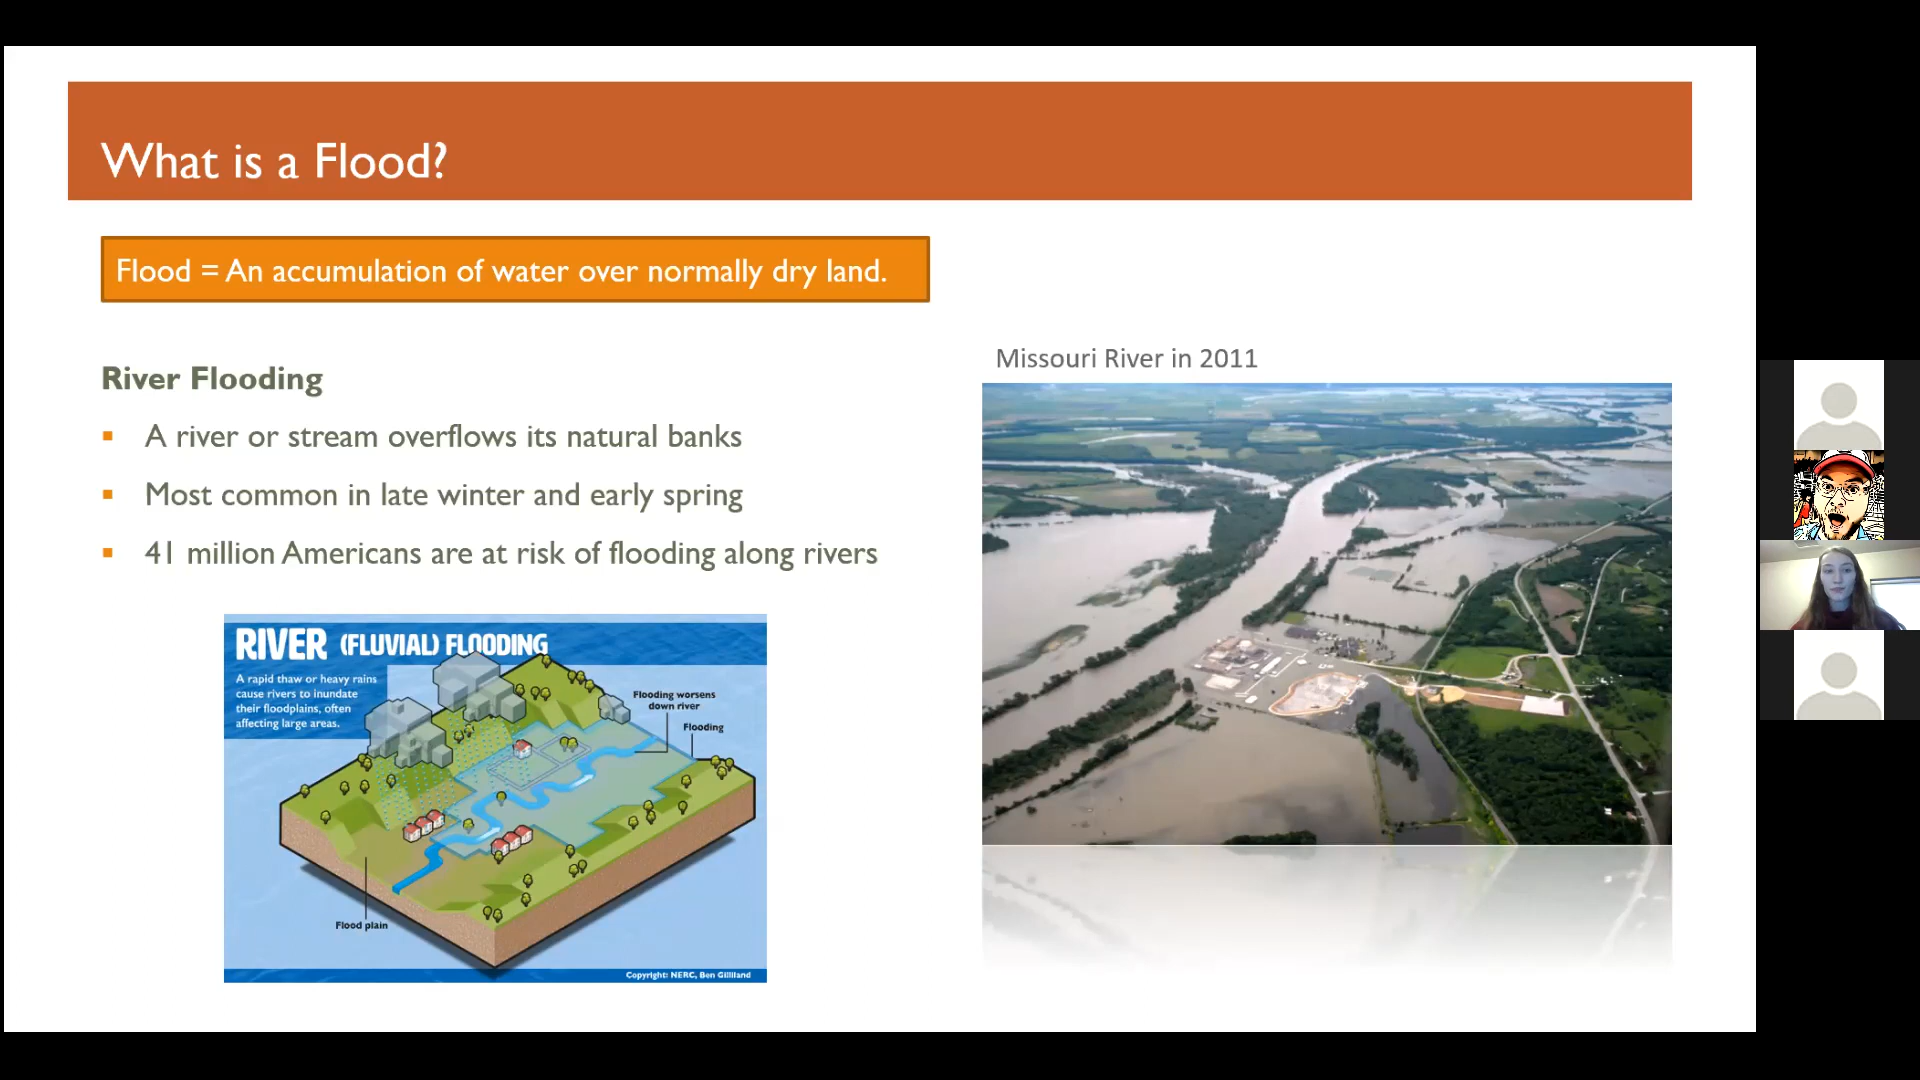 What is a Flood?
Flood = An accumulation of water over normally dry land.
River Flooding
A river or stream overflows its natural banks
Most common in late winter and early spring
41 million Americans are at risk of flooding along rivers
RIVER (FLUVIAL) FLOODING
A rapid thaw or heavy rains
cause rivers to inundate
their floodplains, often
affecting large areas.
Flooding worsens
down river
Flooding
Flood plain
Copyright: NERC, Ben Gilliland
Missouri River in 2011